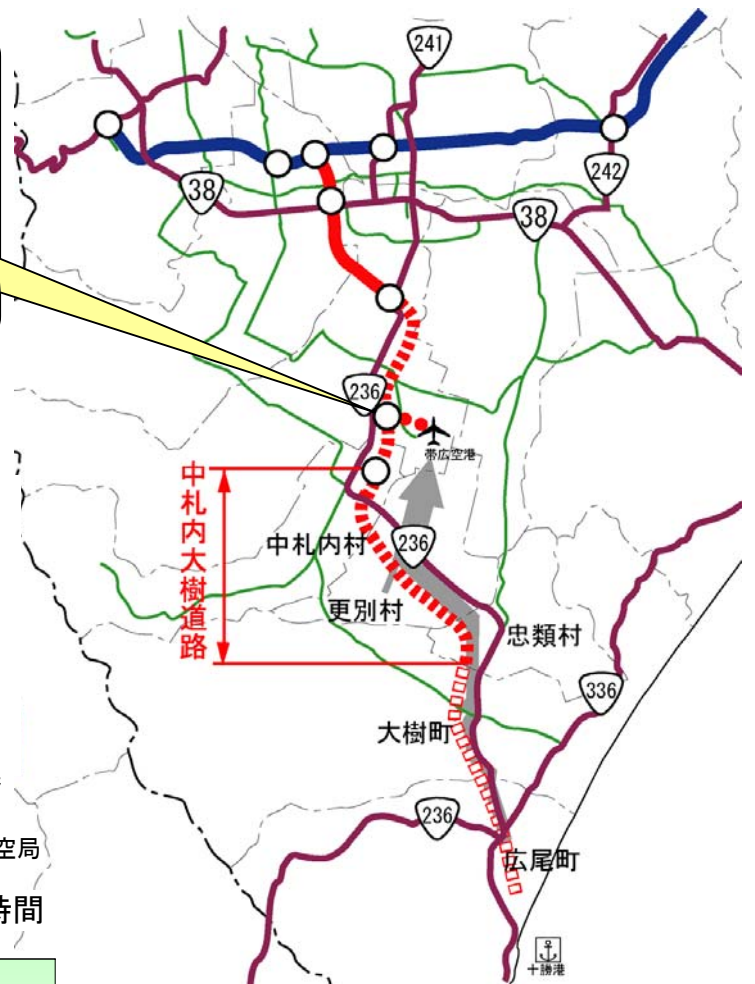 241
242
38
38
236
帯広空港
中札内大樹道路
中札内村
236
更別村
忠類村
336
大樹町
236
広尾町
空局
時間
十勝港